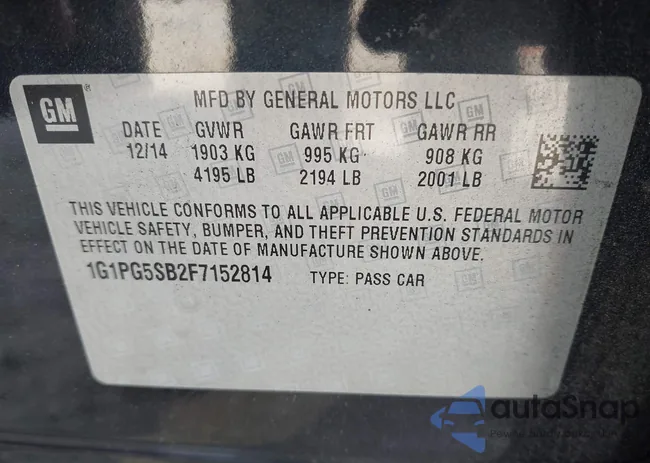 GM
MFD BY GENERAL MOTORS LLC
DATE GVWR GAWR FRT GAWR RR
12/14 1903 KG 995 KG 908 KG
4195 LB 2194 LB 2001 LB
THIS VEHICLE CONFORMS TO ALL APPLICABLE U.S. FEDERAL MOTOR
VEHICLE SAFETY, BUMPER, AND THEFT PREVENTION STANDARDS IN
EFFECT ON THE DATE OF MANUFACTURE SHOWN ABOVE.
1G1PG5SB2F7152814 TYPE: PASS CAR
autoSnap